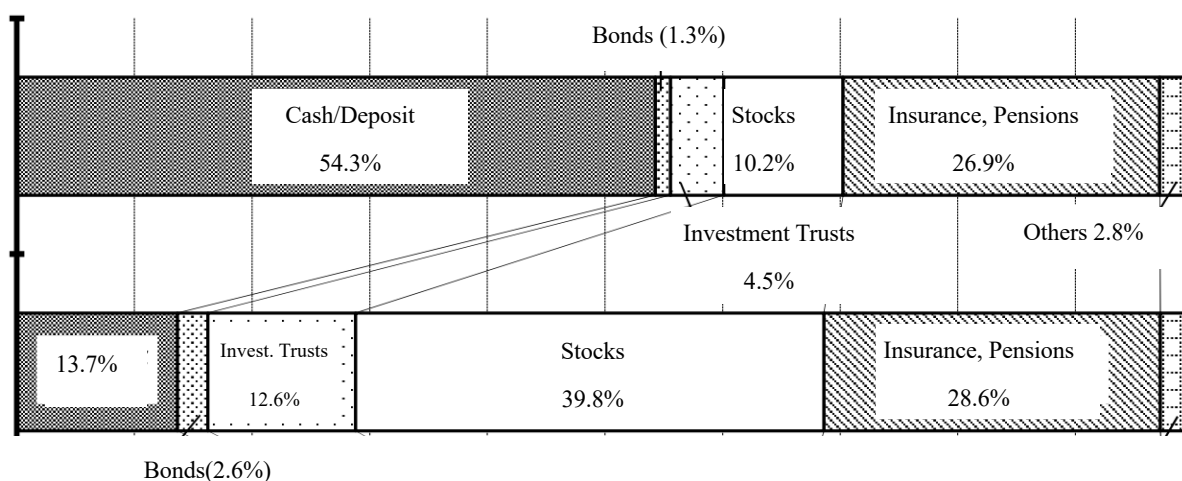 Bonds (1.3%)
Cash/Deposit
54.3%
Stocks
10.2%
Insurance, Pensions
26.9%
Investment Trusts
4.5%
Others 2.8%
13.7%
Invest. Trusts
12.6%
Stocks
39.8%
Insurance, Pensions
28.6%
Bonds(2.6%)